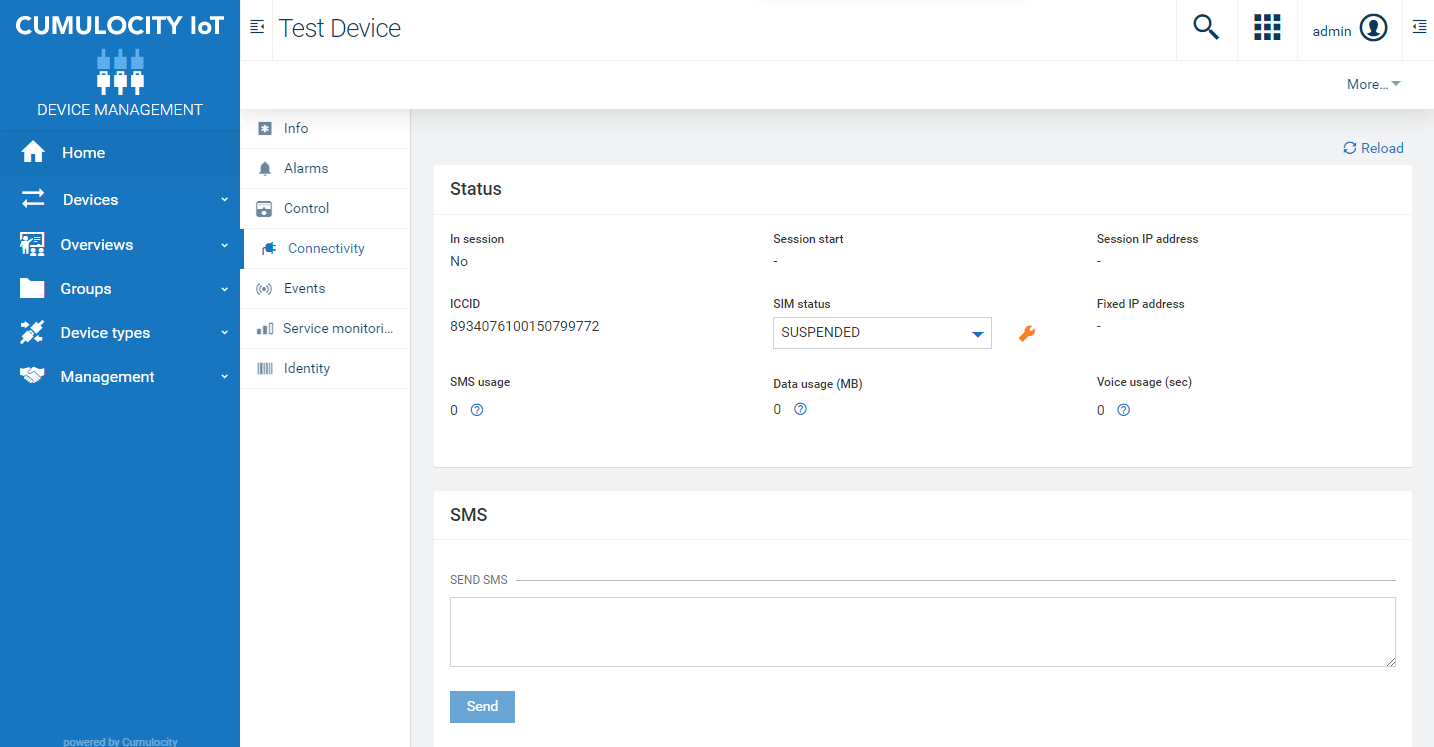 CUMULOCITY IoT
DEVICE MANAGEMENT
Home
Devices
Overviews
Groups
Device types
Management
powered by Cumulocity
Test Device
admin
More...
Info
Alarms
Control
Connectivity
Events
Service monitori...
Identity
Reload
Status
In session
No
Session start
-
Session IP address
-
ICCID
8934076100150799772
SIM status
SUSPENDED
Fixed IP address
-
SMS usage
0
Data usage (MB)
0
Voice usage (sec)
0
SMS
SEND SMS
Send